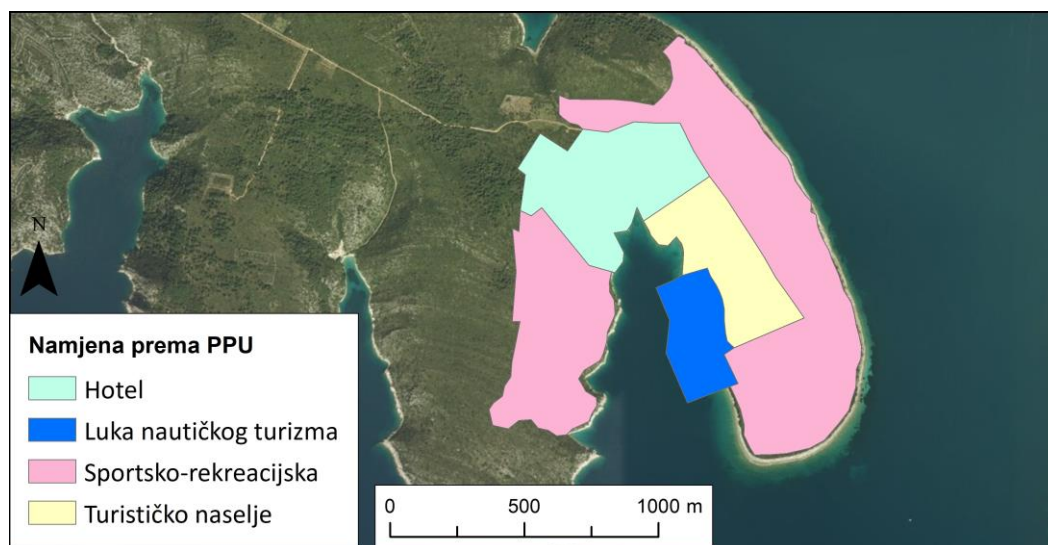 N
Namjena prema PPU
Hotel
Luka nautičkog turizma
Sportsko-rekreacijska
Turističko naselje
0 500 1000 m